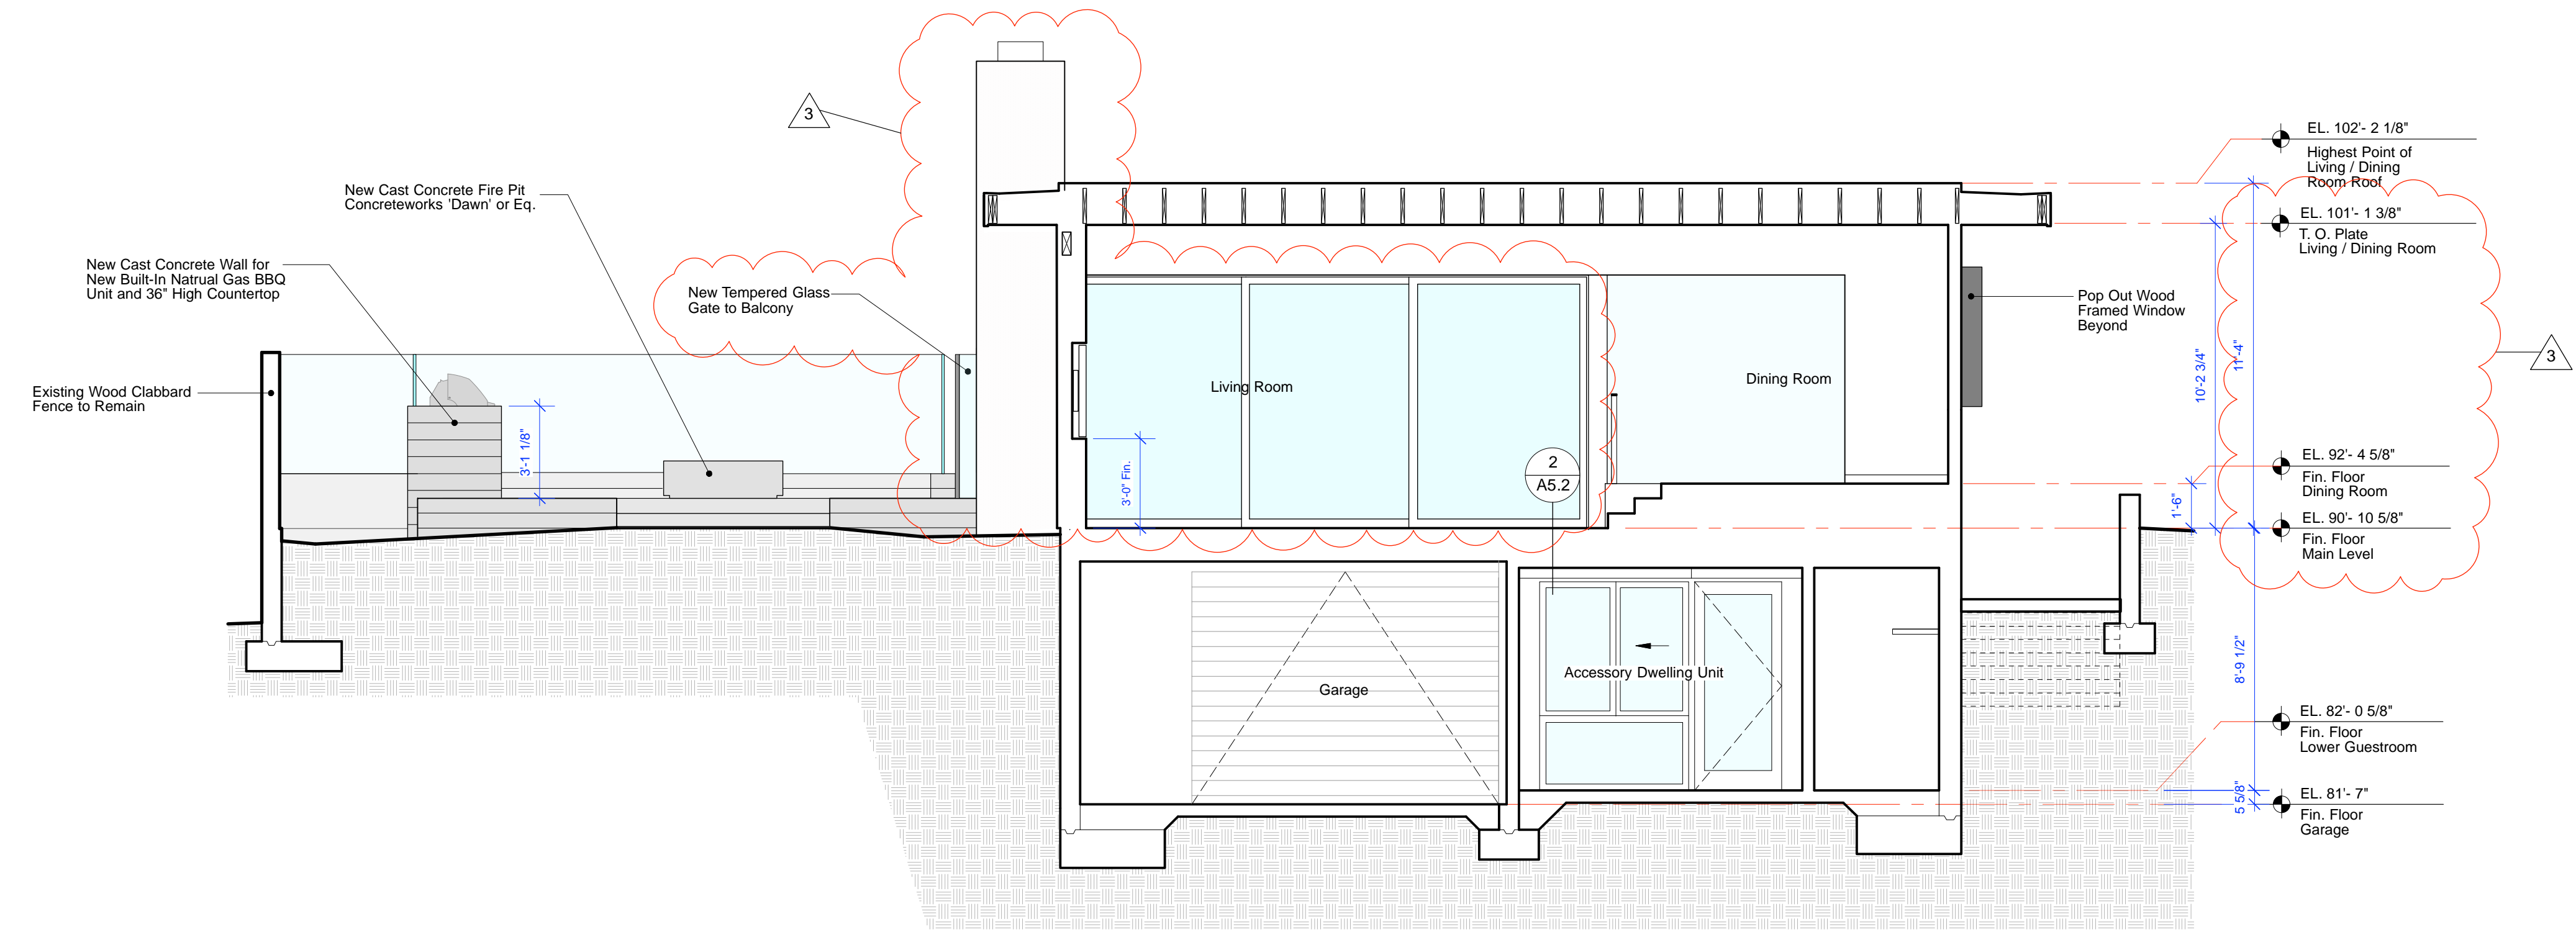 3
EL. 102'- 2 1/8"
Highest Point of
Living / Dining
Room Roof
New Cast Concrete Fire Pit
Concreteworks 'Dawn' or Eq.
EL. 101'- 1 3/8"
T. O. Plate
Living / Dining Room
New Cast Concrete Wall for
New Built-In Natrual Gas BBQ
Unit and 36" High Countertop
New Tempered Glass
Gate to Balcony
Pop Out Wood
Framed Window
Beyond
3
11'-4"
10'-2 3/4"
Existing Wood Clabbard
Fence to Remain
Living Room
Dining Room
3'-1 1/8"
3'-0" Fin.
2
A5.2
EL. 92'- 4 5/8"
Fin. Floor
Dining Room
1'-6"
EL. 90'- 10 5/8"
Fin. Floor
Main Level
8'-9 1/2"
Garage
Accessory Dwelling Unit
EL. 82'- 0 5/8"
Fin. Floor
Lower Guestroom
5 5/8"
EL. 81'- 7"
Fin. Floor
Garage